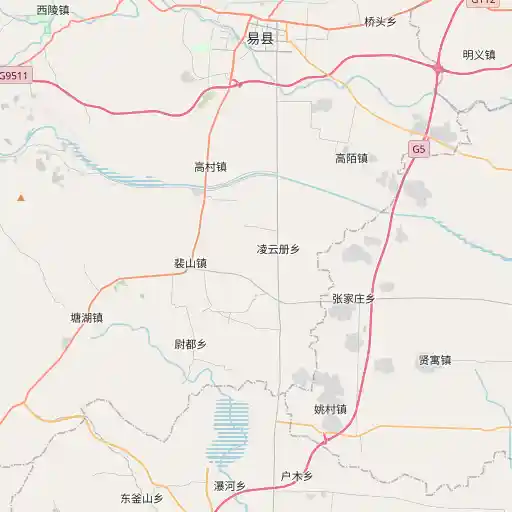 G112
西陵镇
桥头乡
易县
明义镇
G9511
G5
高陌镇
高村镇
凌云册乡
裴山镇
张家庄乡
塘湖镇
尉都乡
贤寓镇
姚村镇
户木乡
瀑河乡
东釜山乡